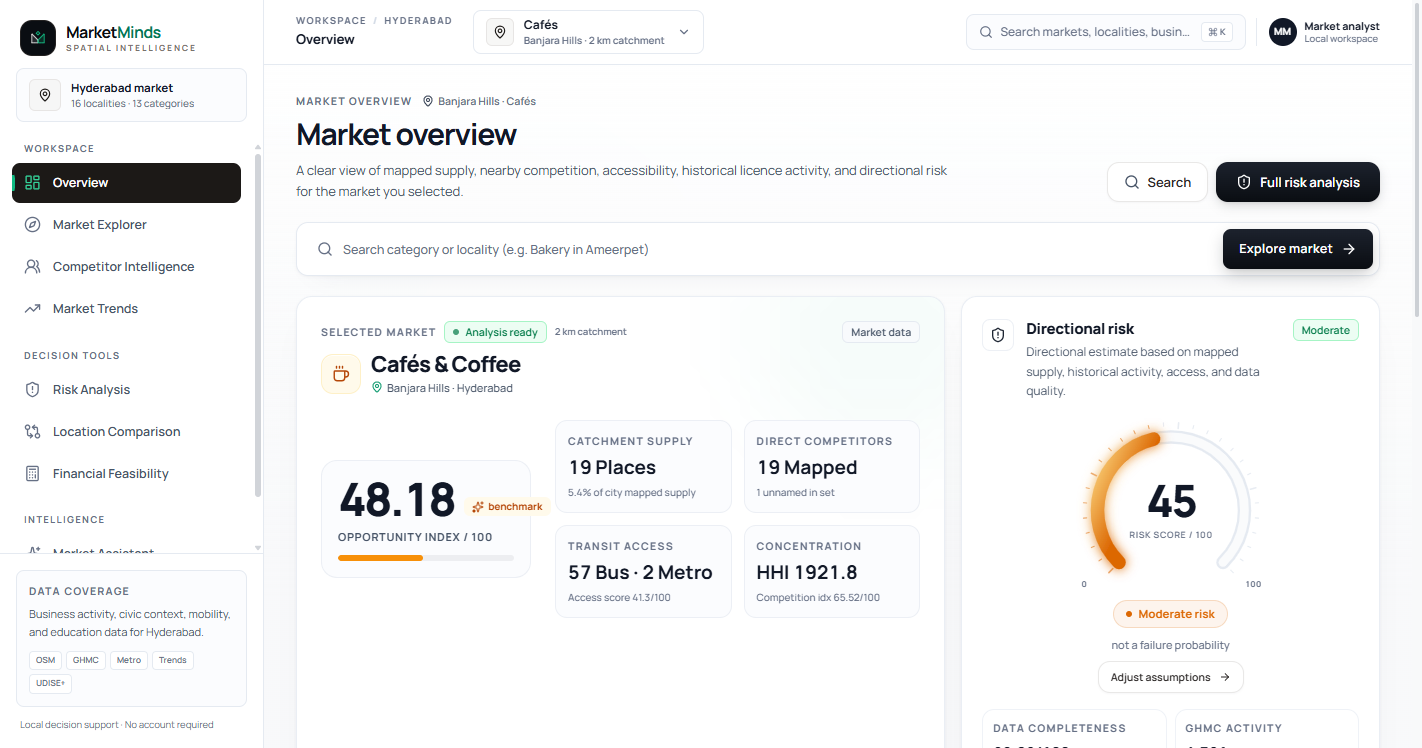 MarketMinds
SPATIAL INTELLIGENCE
Hyderabad market
16 localities · 13 categories
WORKSPACE
Overview
Market Explorer
Competitor Intelligence
Market Trends
DECISION TOOLS
Risk Analysis
Location Comparison
Financial Feasibility
INTELLIGENCE
Market Assistant
DATA COVERAGE
Business activity, civic context, mobility,
and education data for Hyderabad.
OSM GHMC Metro Trends
UDISE+
Local decision support · No account required
WORKSPACE / HYDERABAD
Overview
Cafés
Banjara Hills · 2 km catchment
Search markets, localities, busin... ⌘ K
MM
Market analyst
Local workspace
MARKET OVERVIEW Banjara Hills · Cafés
Market overview
A clear view of mapped supply, nearby competition, accessibility, historical licence activity, and directional risk
for the market you selected.
Search
Full risk analysis
Search category or locality (e.g. Bakery in Ameerpet)
Explore market →
SELECTED MARKET Analysis ready 2 km catchment
Market data
Cafés & Coffee
Banjara Hills · Hyderabad
48.18 benchmark
OPPORTUNITY INDEX / 100
CATCHMENT SUPPLY
19 Places
5.4% of city mapped supply
DIRECT COMPETITORS
19 Mapped
1 unnamed in set
TRANSIT ACCESS
57 Bus · 2 Metro
Access score 41.3/100
CONCENTRATION
HHI 1921.8
Competition idx 65.52/100
Directional risk
Moderate
Directional estimate based on mapped
supply, historical activity, access, and data
quality.
45
RISK SCORE / 100
0
100
Moderate risk
not a failure probability
Adjust assumptions →
DATA COMPLETENESS
GHMC ACTIVITY